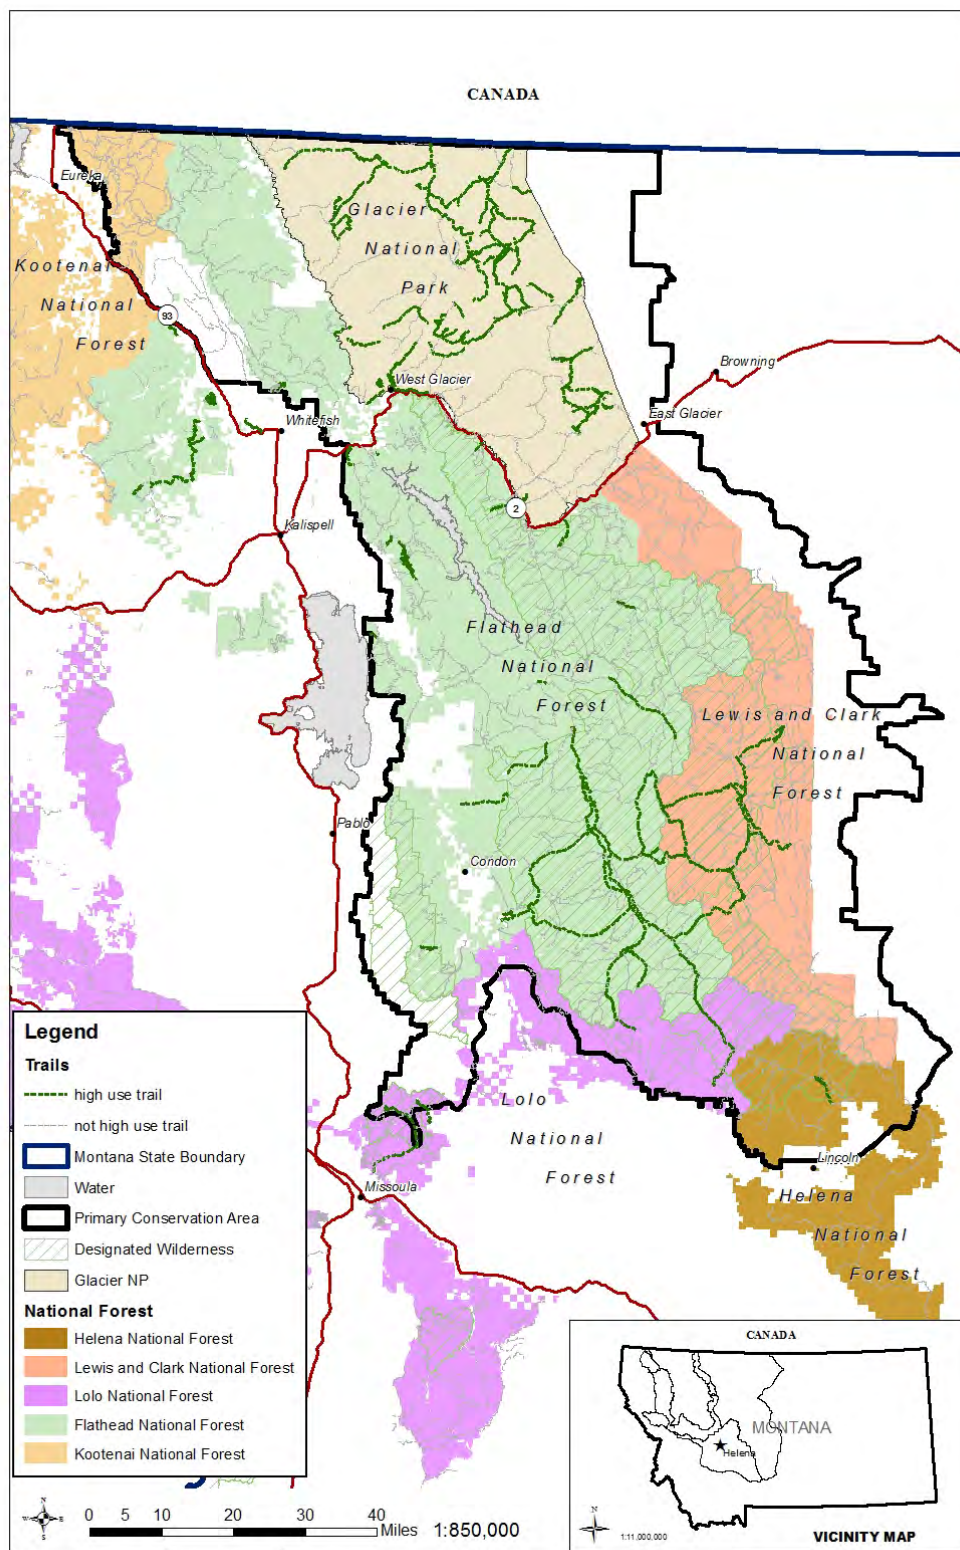 CANADA
Eureka
Glacier
National
Park
Kootenai
National
Forest
93
Browning
West Glacier
East Glacier
Whitefish
2
Kalispell
Flathead
National
Forest
Lewis and Clark
National
Forest
Pablo
Condon
Lolo
National
Forest
Lincoln
Missoula
Helena
National
Forest
Legend
Trails
high use trail
not high use trail
Montana State Boundary
Water
Primary Conservation Area
Designated Wilderness
Glacier NP
National Forest
Helena National Forest
Lewis and Clark National Forest
Lolo National Forest
Flathead National Forest
Kootenai National Forest
N
W E
S
0 5 10 20 30 40
Miles 1:850,000
CANADA
MONTANA
Helena
N
1:11,000,000
VICINITY MAP